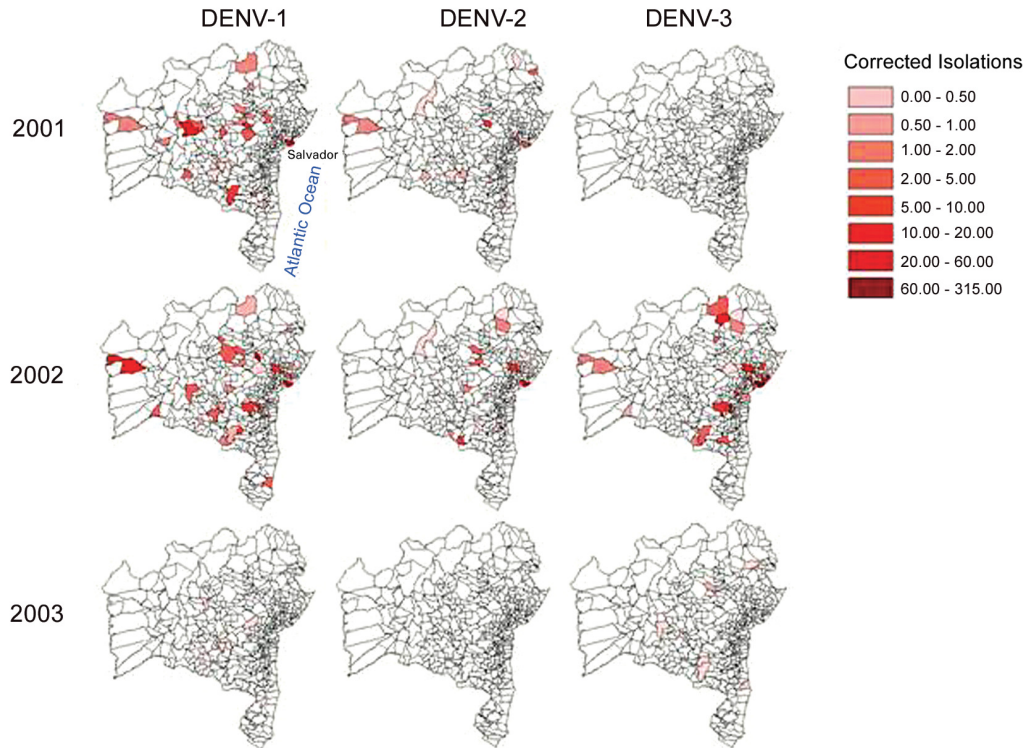 DENV-1 DENV-2 DENV-3
Corrected Isolations
0.00 - 0.50
0.50 - 1.00
1.00 - 2.00
2.00 - 5.00
5.00 - 10.00
10.00 - 20.00
20.00 - 60.00
60.00 - 315.00
2001
Salvador
Atlantic Ocean
2002
2003